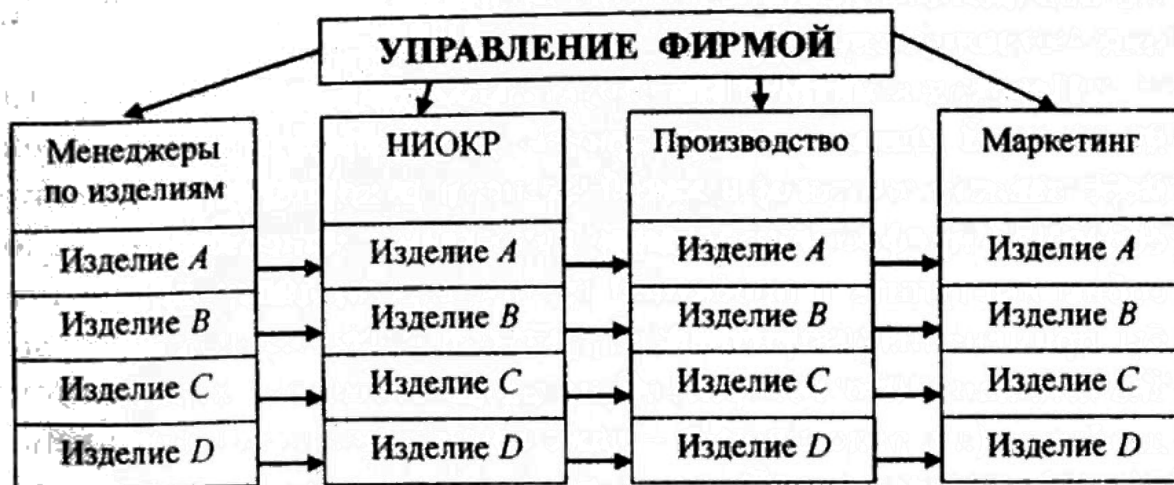 УПРАВЛЕНИЕ ФИРМОЙ
Менеджеры
по изделиям
НИОКР
Производство
Маркетинг
Изделие A
Изделие A
Изделие A
Изделие A
Изделие B
Изделие B
Изделие B
Изделие B
Изделие C
Изделие C
Изделие C
Изделие C
Изделие D
Изделие D
Изделие D
Изделие D